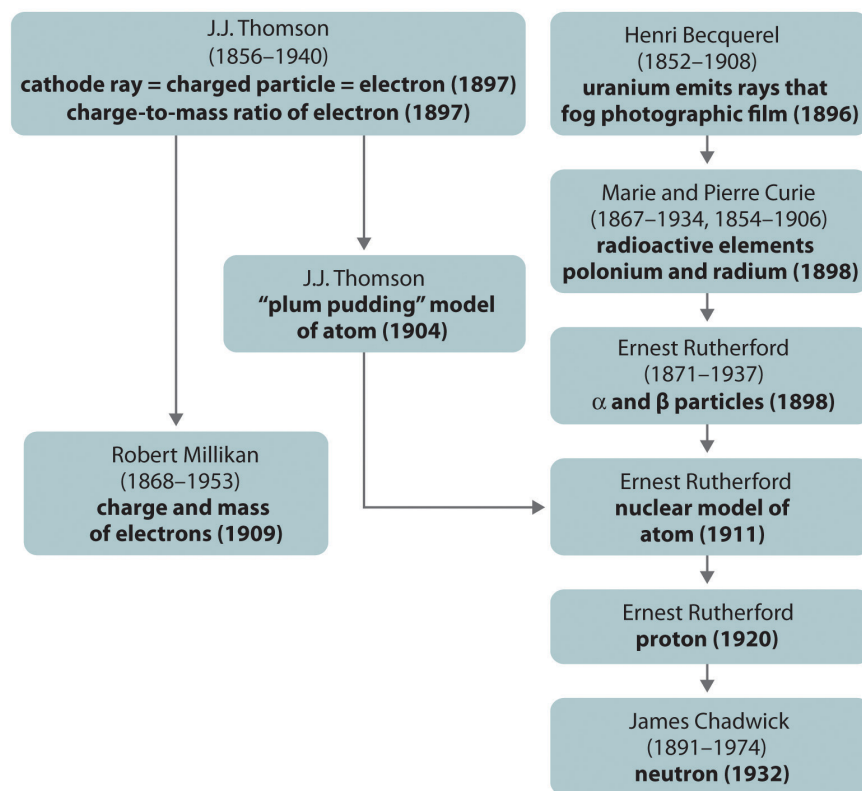 J.J. Thomson
(1856–1940)
cathode ray = charged particle = electron (1897)
charge-to-mass ratio of electron (1897)
Henri Becquerel
(1852–1908)
uranium emits rays that
fog photographic film (1896)
Marie and Pierre Curie
(1867–1934, 1854–1906)
radioactive elements
polonium and radium (1898)
J.J. Thomson
“plum pudding” model
of atom (1904)
Ernest Rutherford
(1871–1937)
α and β particles (1898)
Robert Millikan
(1868–1953)
charge and mass
of electrons (1909)
Ernest Rutherford
nuclear model of
atom (1911)
Ernest Rutherford
proton (1920)
James Chadwick
(1891–1974)
neutron (1932)